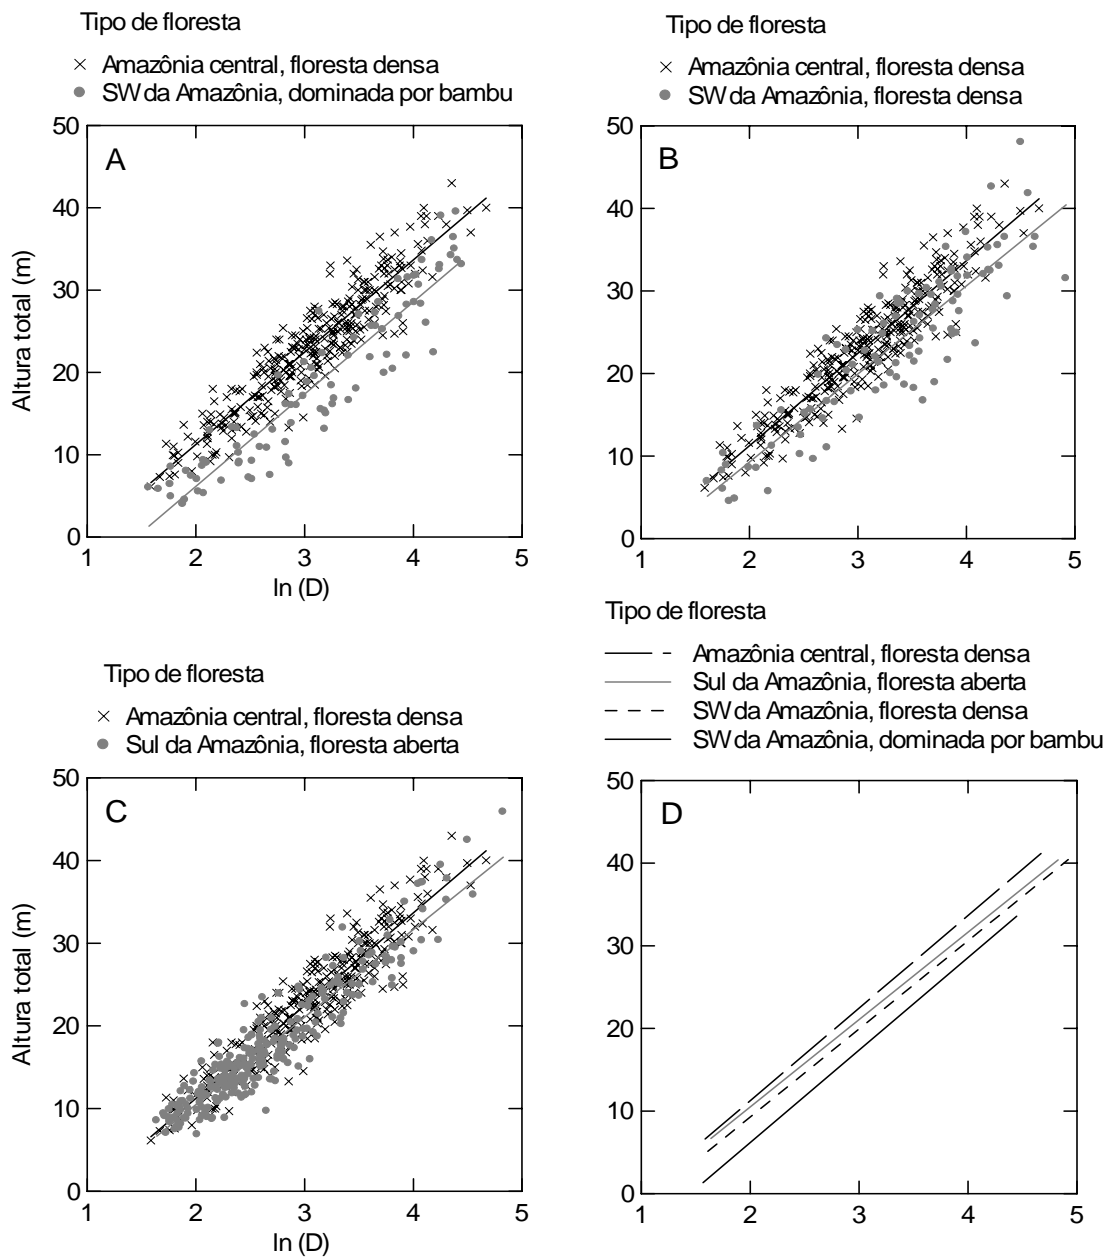 Tipo de floresta
Amazônia central, floresta densa
SW da Amazônia, dominada por bambu
A
50
40
30
20
10
0
1 2 3 4 5
Altura total (m)
ln (D)
Tipo de floresta
Amazônia central, floresta densa
SW da Amazônia, floresta densa
B
50
40
30
20
10
0
1 2 3 4 5
Tipo de floresta
Amazônia central, floresta densa
Sul da Amazônia, floresta aberta
C
50
40
30
20
10
0
1 2 3 4 5
Altura total (m)
ln (D)
Tipo de floresta
Amazônia central, floresta densa
Sul da Amazônia, floresta aberta
SW da Amazônia, floresta densa
SW da Amazônia, dominada por bambu
D
50
40
30
20
10
0
1 2 3 4 5